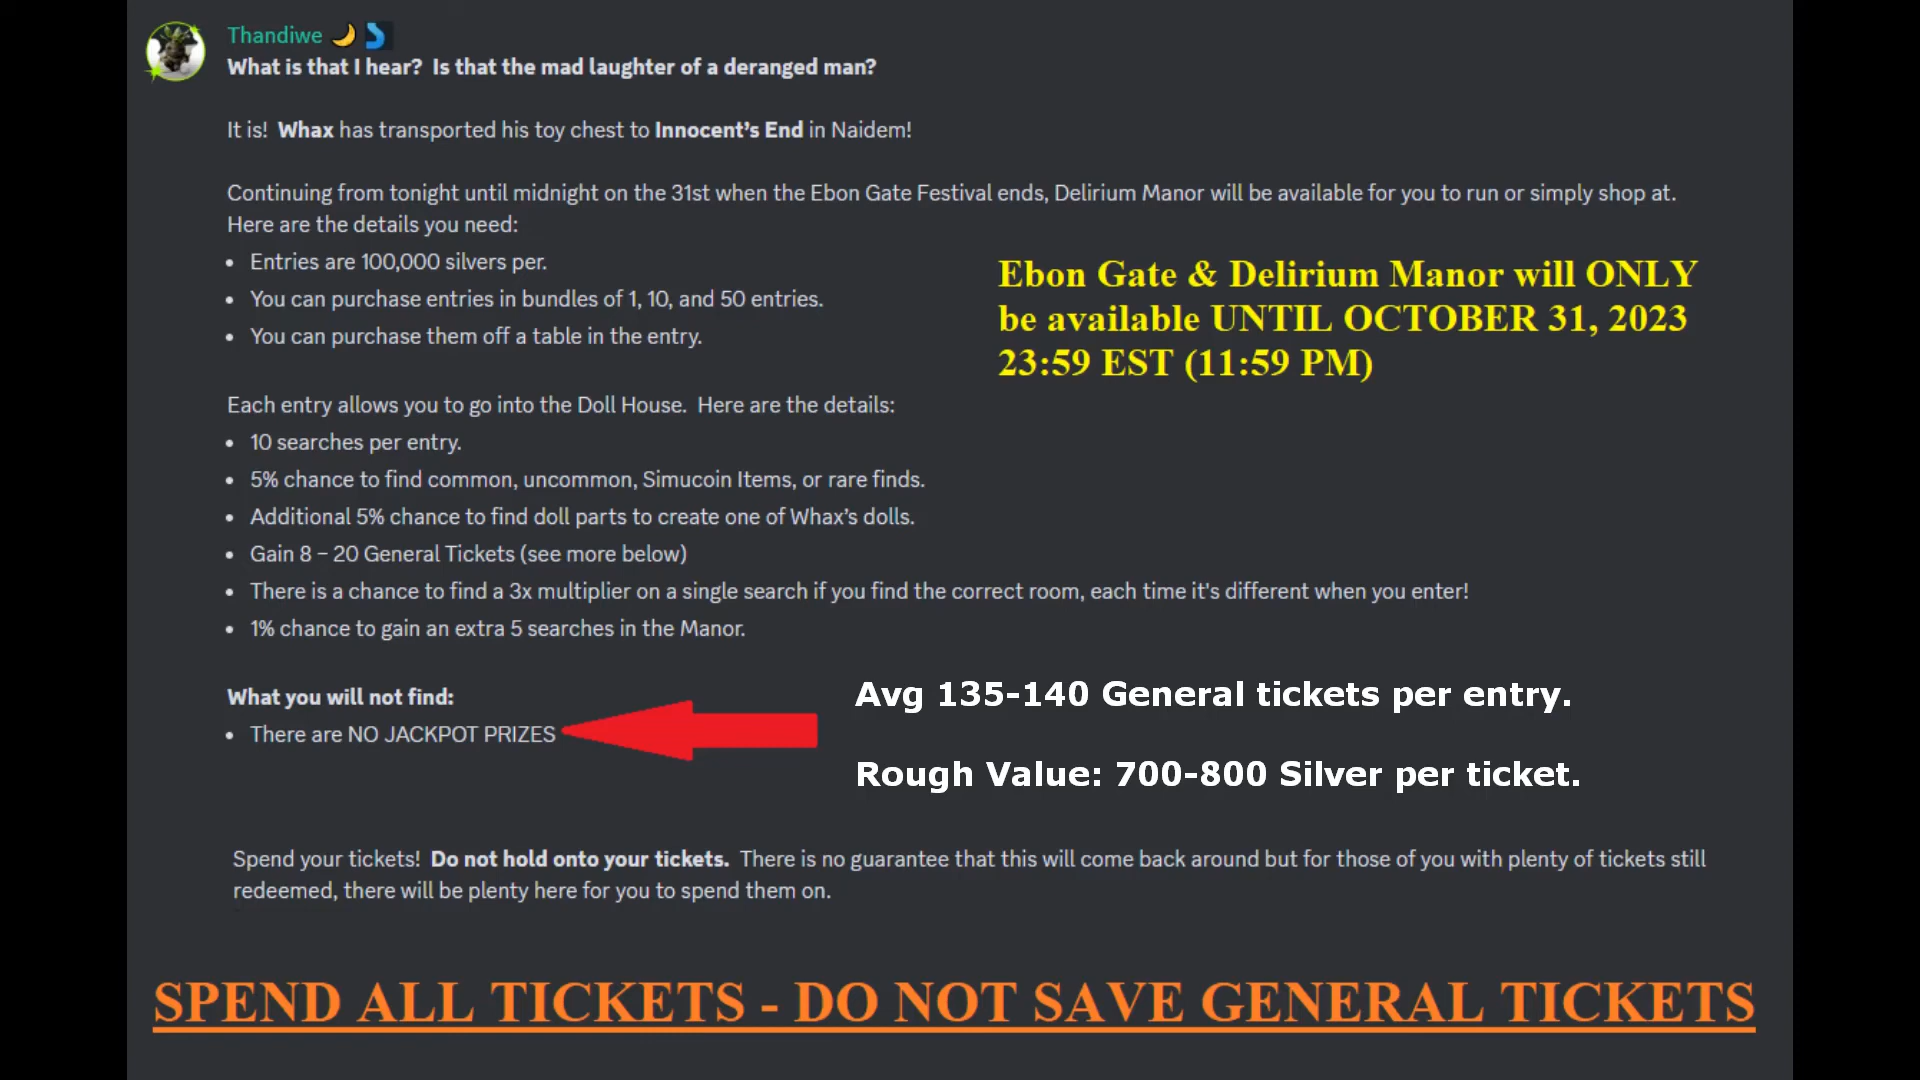 Thandiwe
What is that I hear? Is that the mad laughter of a deranged man?
It is! Whax has transported his toy chest to Innocent's End in Naidem!
Continuing from tonight until midnight on the 31st when the Ebon Gate Festival ends, Delirium Manor will be available for you to run or simply shop at.
Here are the details you need:
• Entries are 100,000 silvers per.
• You can purchase entries in bundles of 1, 10, and 50 entries.
• You can purchase them off a table in the entry.
Ebon Gate & Delirium Manor will ONLY
be available UNTIL OCTOBER 31, 2023
23:59 EST (11:59 PM)
Each entry allows you to go into the Doll House. Here are the details:
• 10 searches per entry.
• 5% chance to find common, uncommon, Simucoin Items, or rare finds.
• Additional 5% chance to find doll parts to create one of Whax's dolls.
• Gain 8 – 20 General Tickets (see more below)
• There is a chance to find a 3x multiplier on a single search if you find the correct room, each time it's different when you enter!
• 1% chance to gain an extra 5 searches in the Manor.
What you will not find:
• There are NO JACKPOT PRIZES
Avg 135-140 General tickets per entry.
Rough Value: 700-800 Silver per ticket.
Spend your tickets! Do not hold onto your tickets. There is no guarantee that this will come back around but for those of you with plenty of tickets still
redeemed, there will be plenty here for you to spend them on.
SPEND ALL TICKETS - DO NOT SAVE GENERAL TICKETS